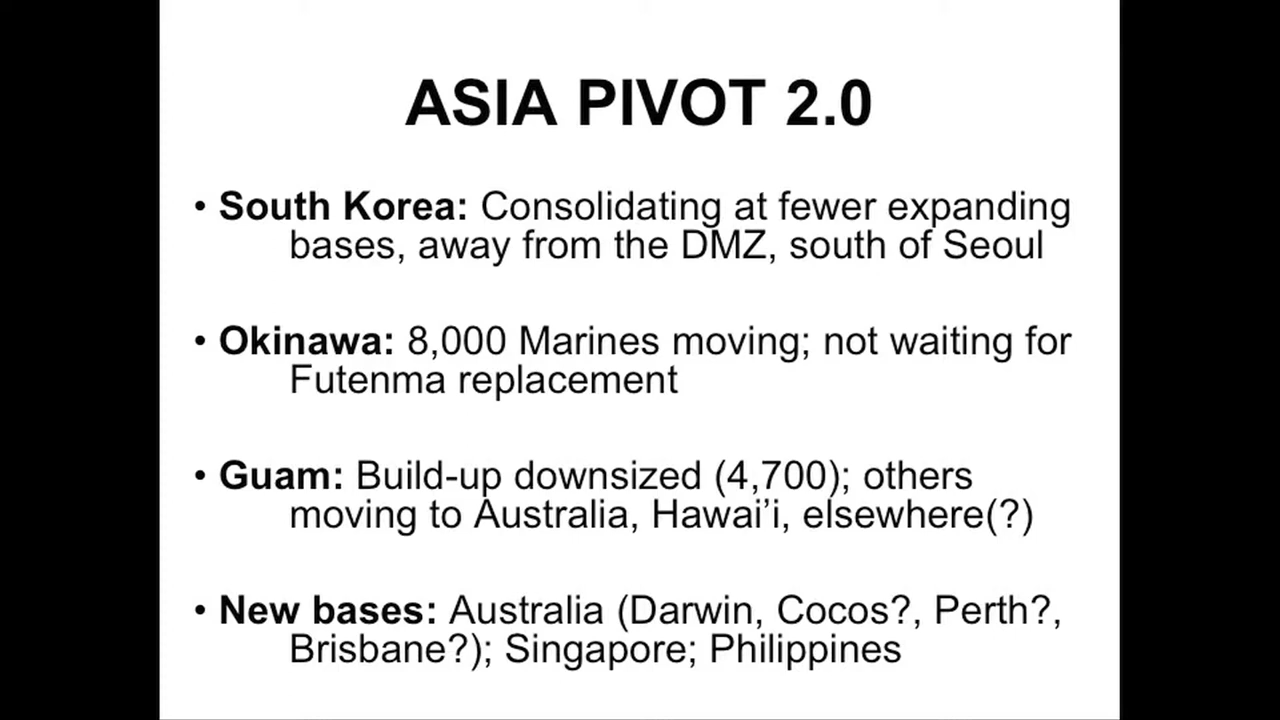 ASIA PIVOT 2.0
• South Korea: Consolidating at fewer expanding
bases, away from the DMZ, south of Seoul
• Okinawa: 8,000 Marines moving; not waiting for
Futenma replacement
• Guam: Build-up downsized (4,700); others
moving to Australia, Hawai’i, elsewhere(?)
• New bases: Australia (Darwin, Cocos?, Perth?,
Brisbane?); Singapore; Philippines